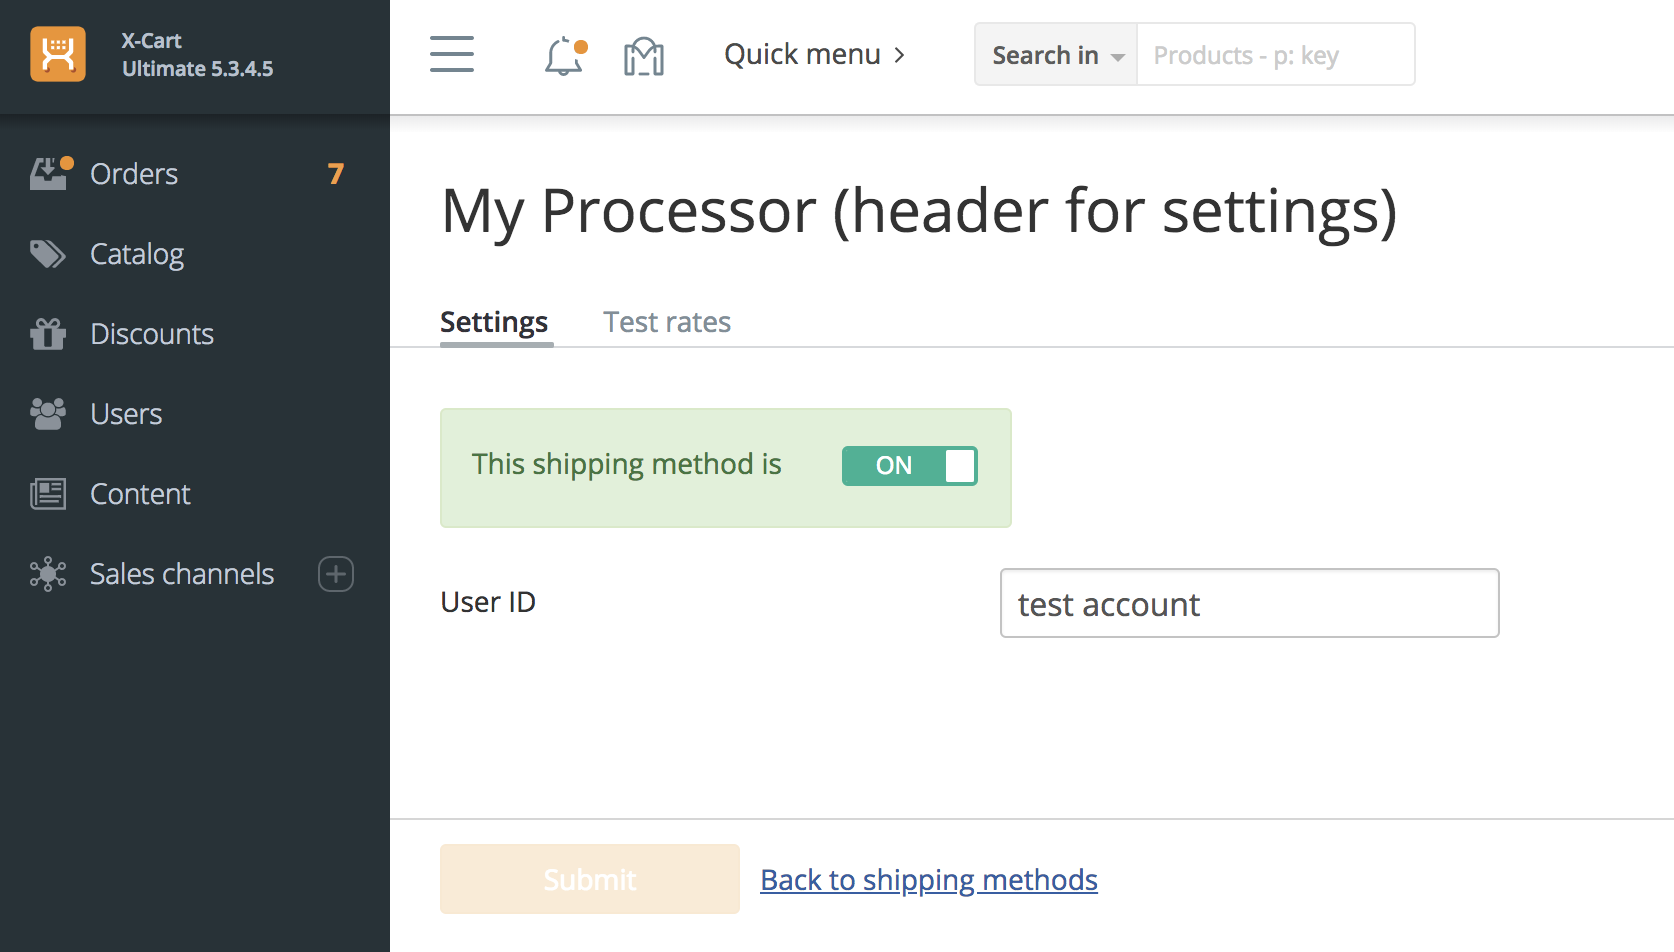 X-Cart
Ultimate 5.3.4.5
Quick menu
Search in
Products - p: key
Orders
7
Catalog
Discounts
Users
Content
Sales channels
My Processor (header for settings)
Settings
Test rates
This shipping method is
ON
User ID
test account
Submit
Back to shipping methods